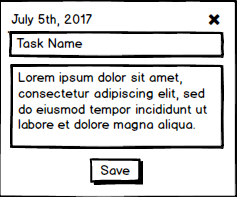 July 5th, 2017
Task Name
Lorem ipsum dolor sit amet,
consectetur adipiscing elit, sed
do eiusmod tempor incididunt ut
labore et dolore magna aliqua.
Save